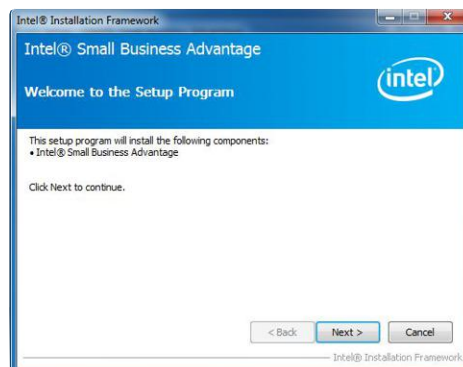 Intel® Installation Framework
Intel® Small Business Advantage
Welcome to the Setup Program
intel
This setup program will install the following components:
• Intel® Small Business Advantage
Click Next to continue.
< Back Next > Cancel
Intel® Installation Framework